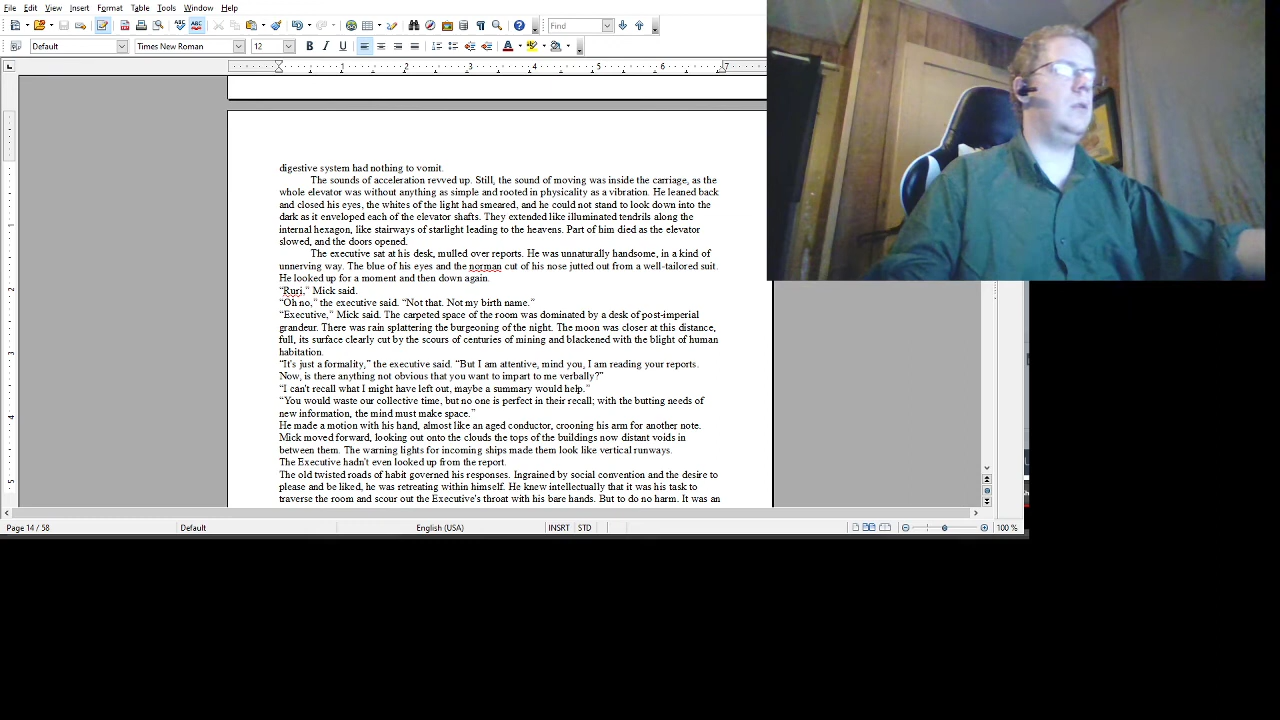 File Edit View Insert Format Table Tools Window Help
Find
Default Times New Roman 12 B I U
1 2 3 4 5 6 7
digestive system had nothing to vomit.
The sounds of acceleration revved up. Still, the sound of moving was inside the carriage, as the
whole elevator was without anything as simple and rooted in physicality as a vibration. He leaned back
and closed his eyes, the whites of the light had smeared, and he could not stand to look down into the
dark as it enveloped each of the elevator shafts. They extended like illuminated tendrils along the
internal hexagon, like stairways of starlight leading to the heavens. Part of him died as the elevator
slowed, and the doors opened.
The executive sat at his desk, mulled over reports. He was unnaturally handsome, in a kind of
unnerving way. The blue of his eyes and the norman cut of his nose jutted out from a well-tailored suit.
He looked up for a moment and then down again.
“Ruri,” Mick said.
“Oh no,” the executive said. “Not that. Not my birth name.”
“Executive,” Mick said. The carpeted space of the room was dominated by a desk of post-imperial
grandeur. There was rain splattering the burgeoning of the night. The moon was closer at this distance,
full, its surface clearly cut by the scours of centuries of mining and blackened with the blight of human
habitation.
“It's just a formality,” the executive said. “But I am attentive, mind you, I am reading your reports.
Now, is there anything not obvious that you want to impart to me verbally?”
“I can't recall what I might have left out, maybe a summary would help.”
“You would waste our collective time, but no one is perfect in their recall; with the butting needs of
new information, the mind must make space.”
He made a motion with his hand, almost like an aged conductor, crooning his arm for another note.
Mick moved forward, looking out onto the clouds the tops of the buildings now distant voids in
between them. The warning lights for incoming ships made them look like vertical runways.
The Executive hadn't even looked up from the report.
The old twisted roads of habit governed his responses. Ingrained by social convention and the desire to
please and be liked, he was retreating within himself. He knew intellectually that it was his task to
traverse the room and scour out the Executive's throat with his bare hands. But to do no harm. It was an
Page 14 / 58 Default English (USA) INSRT STD 100 %